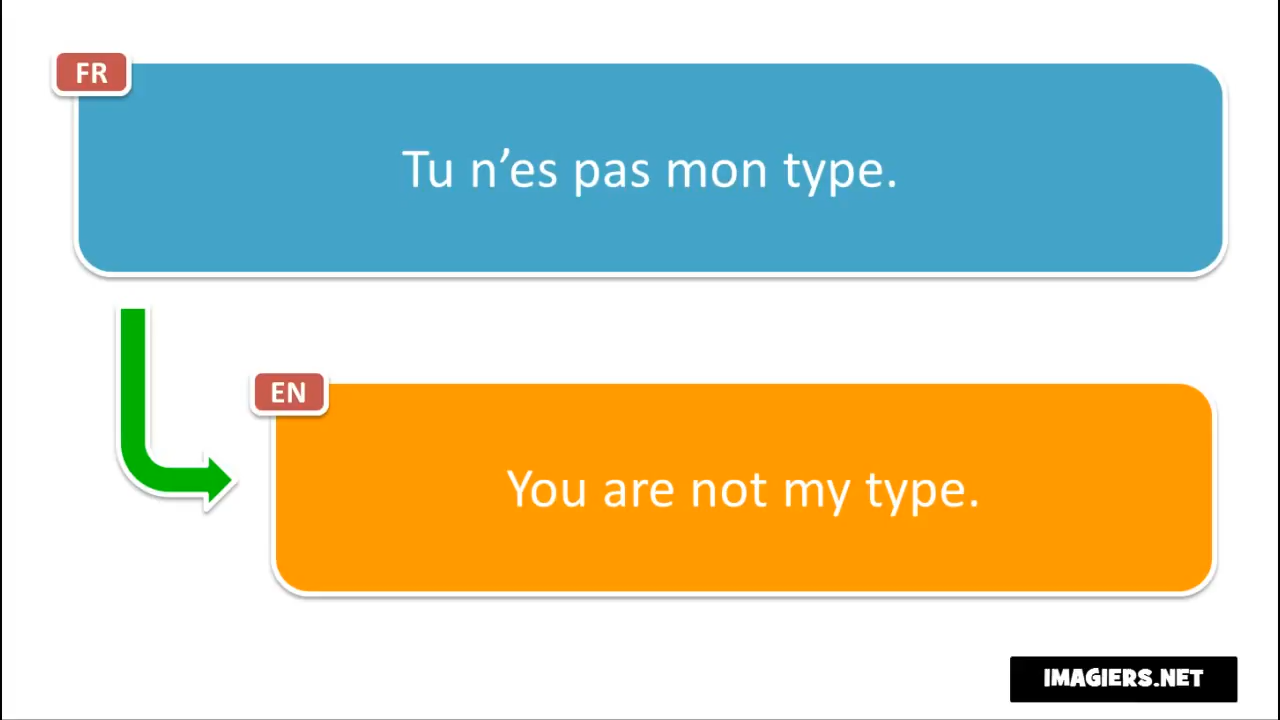 FR
Tu n’es pas mon type.
EN
You are not my type.
IMAGIERS.NET